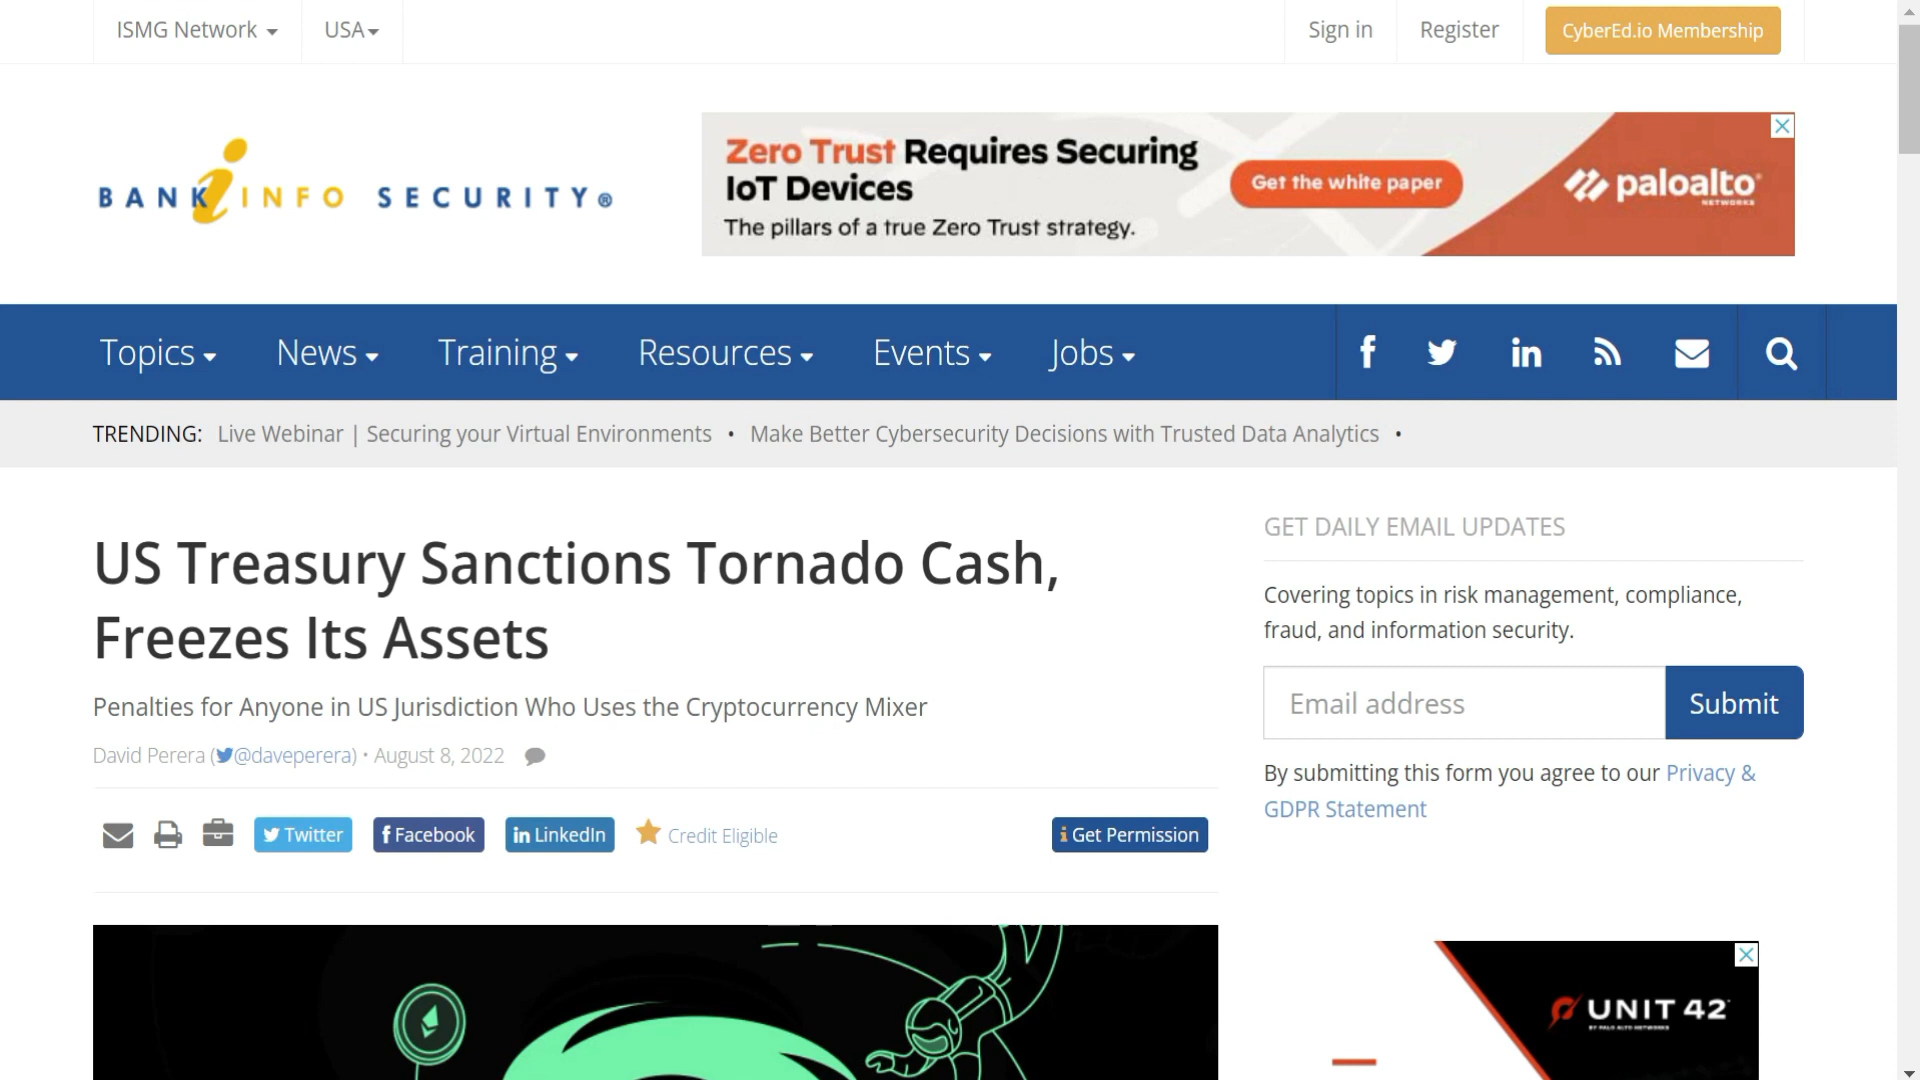 ISMG Network
USA
Sign in
Register
CyberEd.io Membership
BANK INFO SECURITY®
Zero Trust Requires Securing
IoT Devices
The pillars of a true Zero Trust strategy.
Get the white paper
paloalto
NETWORKS
Topics
News
Training
Resources
Events
Jobs
TRENDING: Live Webinar | Securing your Virtual Environments • Make Better Cybersecurity Decisions with Trusted Data Analytics •
US Treasury Sanctions Tornado Cash,
Freezes Its Assets
Penalties for Anyone in US Jurisdiction Who Uses the Cryptocurrency Mixer
David Perera (@daveperera) • August 8, 2022
Twitter
Facebook
LinkedIn
Credit Eligible
Get Permission
GET DAILY EMAIL UPDATES
Covering topics in risk management, compliance,
fraud, and information security.
Email address
Submit
By submitting this form you agree to our Privacy &
GDPR Statement
UNIT 42
BY PALO ALTO NETWORKS